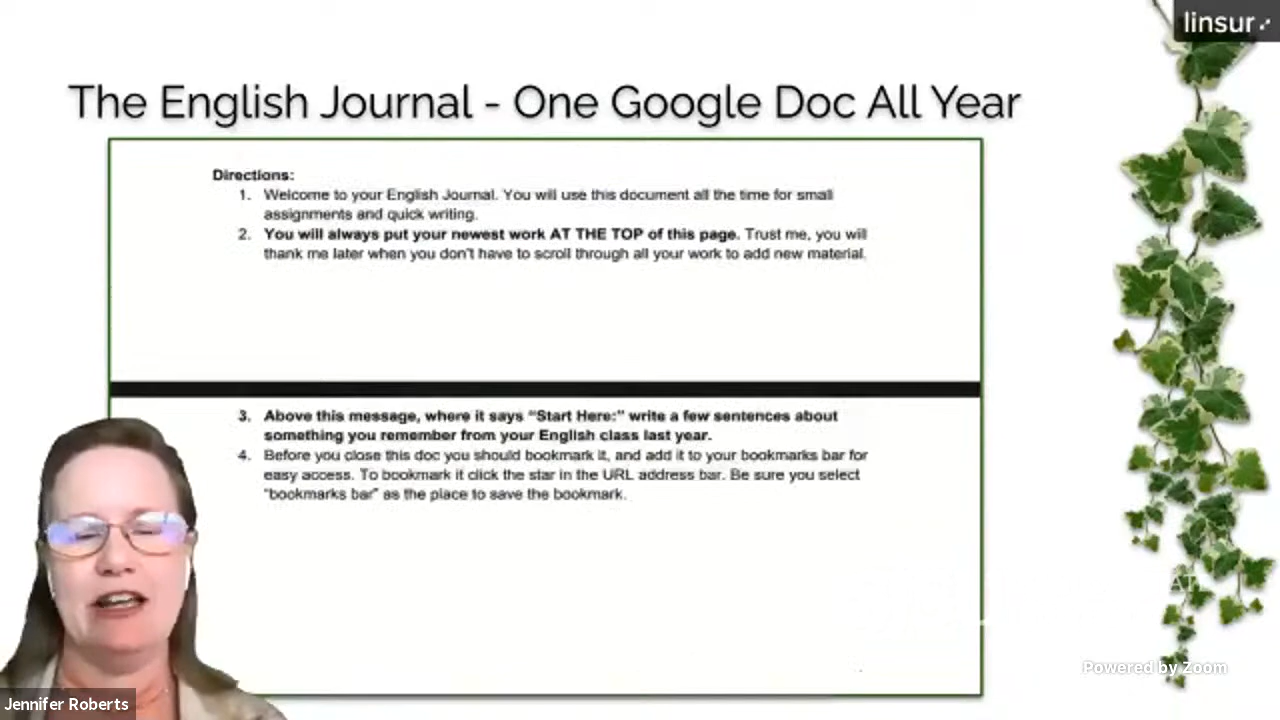 linsur
The English Journal - One Google Doc All Year
Directions:
1. Welcome to your English Journal. You will use this document all the time for small
assignments and quick writing.
2. You will always put your newest work AT THE TOP of this page. Trust me, you will
thank me later when you don't have to scroll through all your work to add new material.
3. Above this message, where it says “Start Here:” write a few sentences about
something you remember from your English class last year.
4. Before you close this doc you should bookmark it, and add it to your bookmarks bar for
easy access. To bookmark it click the star in the URL address bar. Be sure you select
“bookmarks bar” as the place to save the bookmark.
Powered by Zoom
Jennifer Roberts